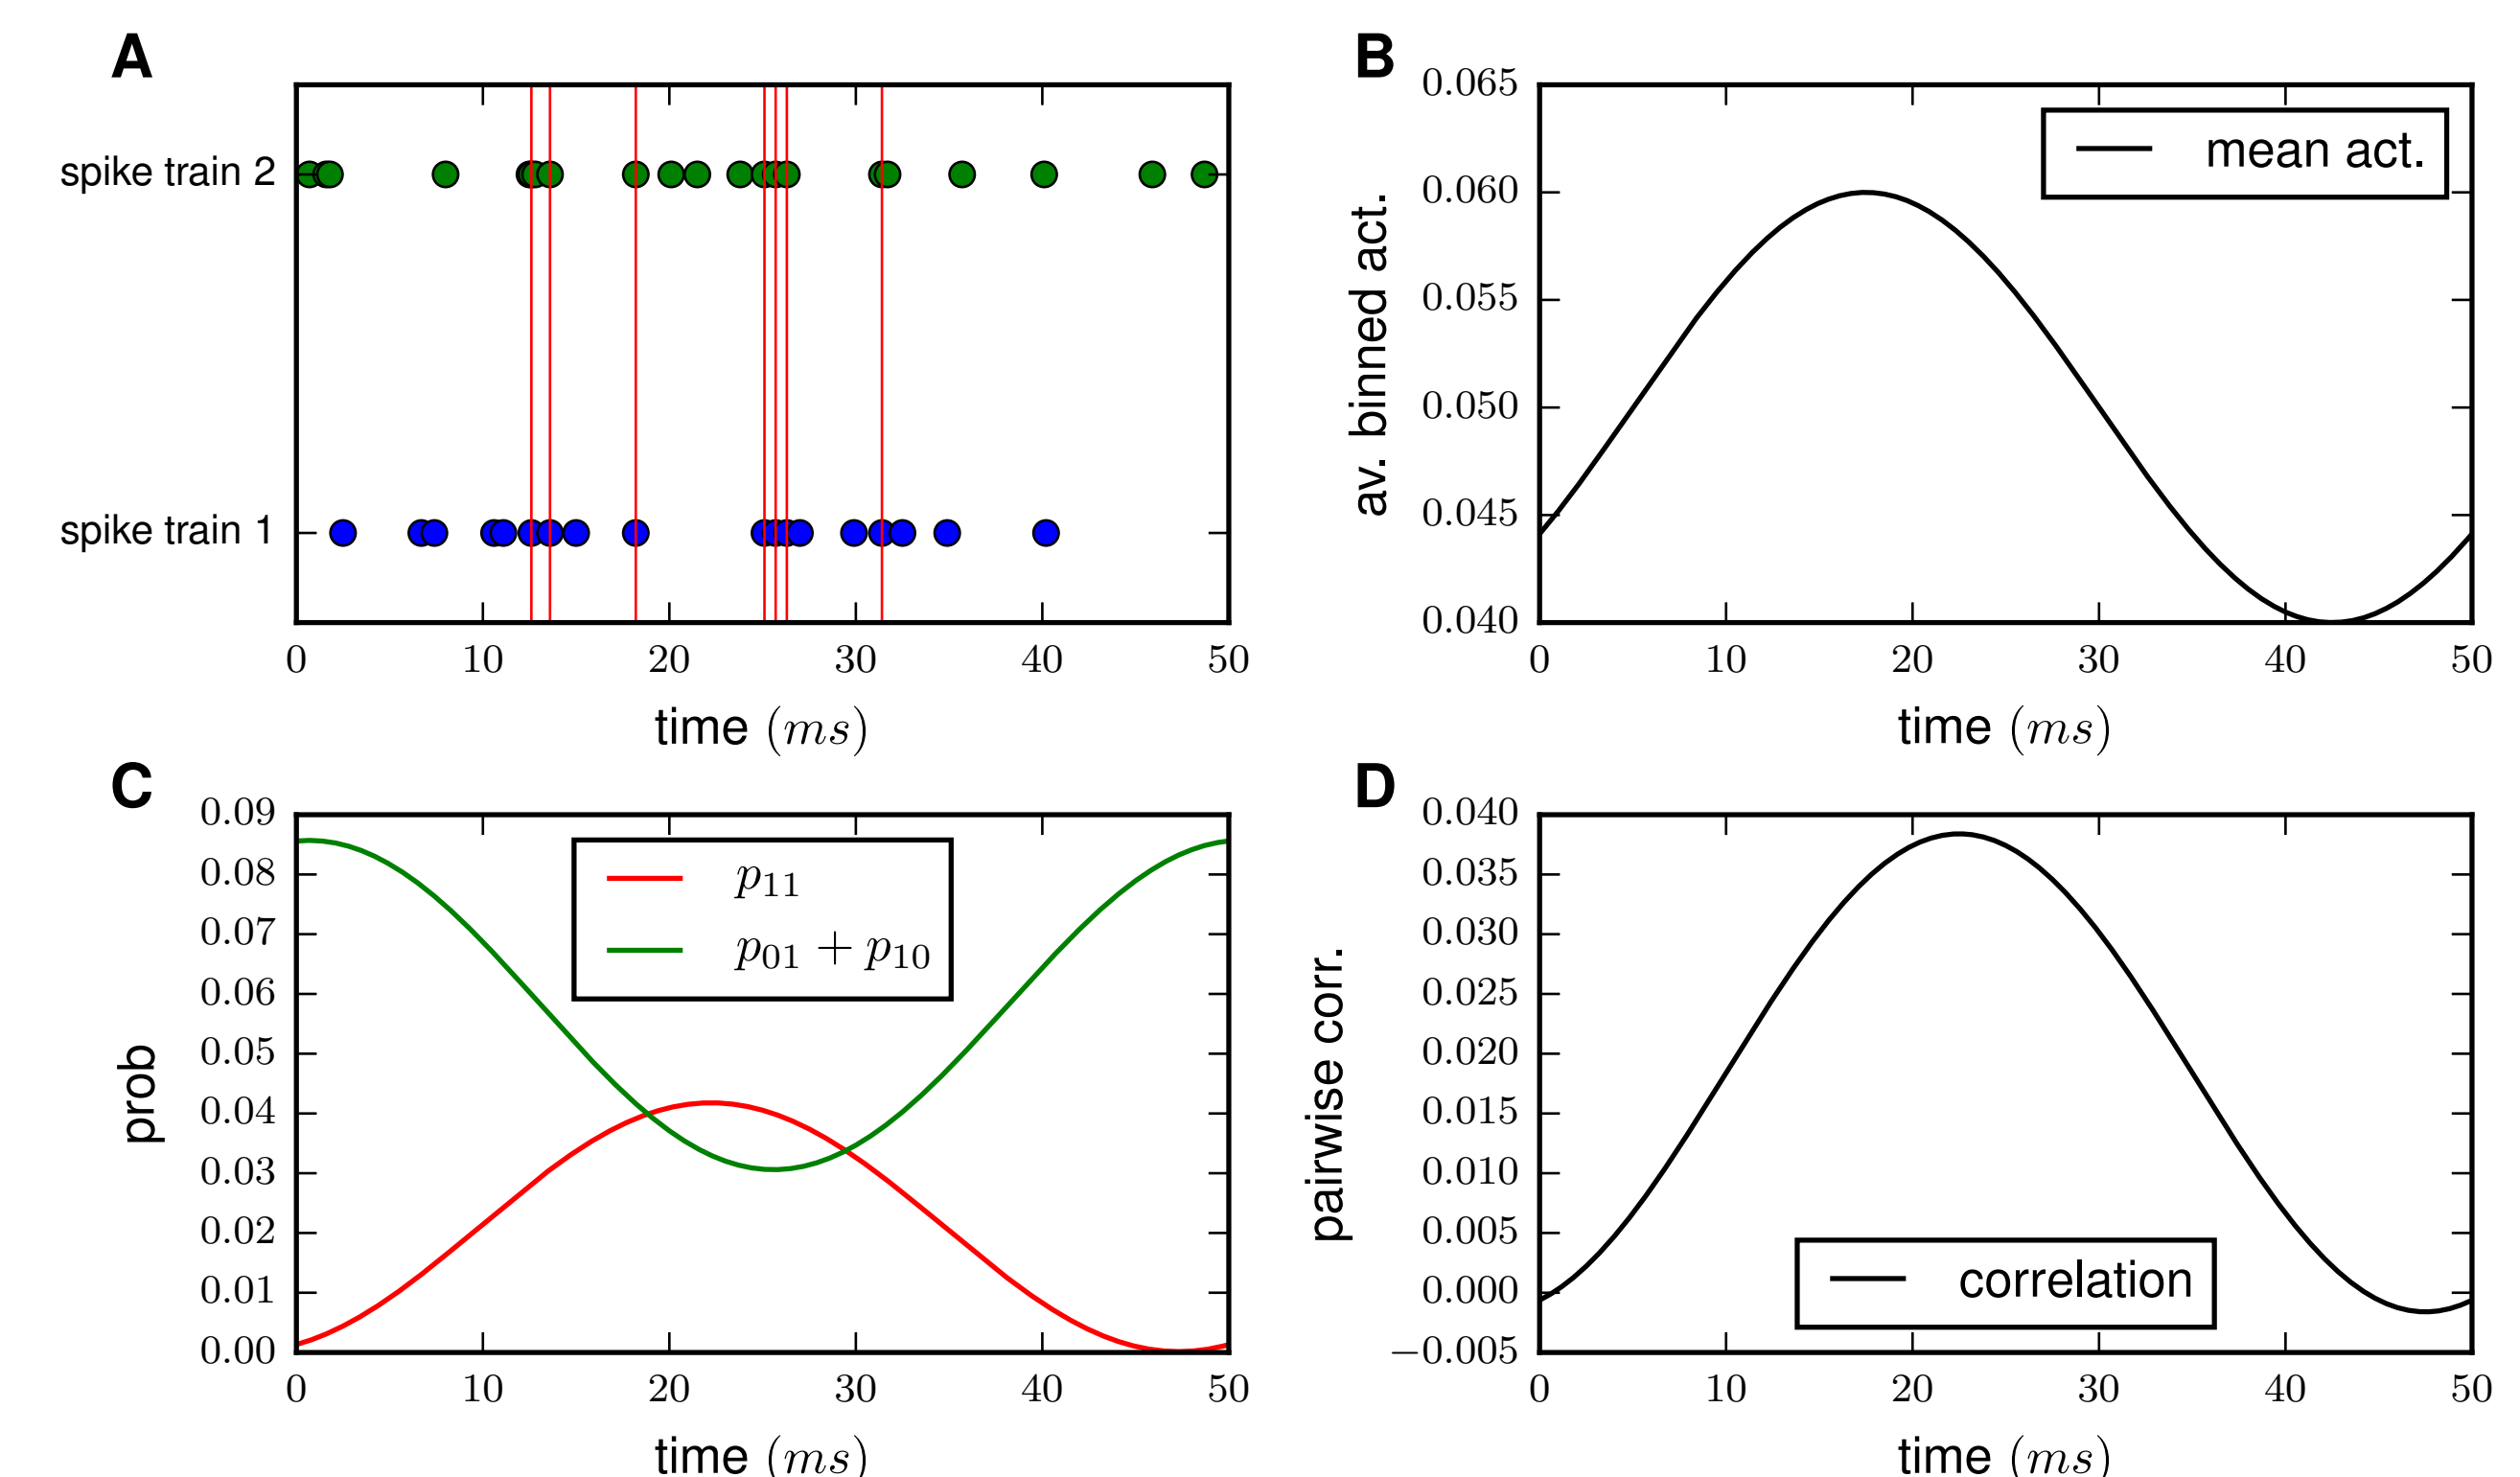 A
spike train 2
spike train 1
0 10 20 30 40 50
time (ms)
B
0.065
0.060
0.055
0.050
0.045
0.040
av. binned act.
mean act.
0 10 20 30 40 50
time (ms)
C
0.09
0.08
0.07
0.06
0.05
0.04
0.03
0.02
0.01
0.00
prob
p11
p01 + p10
0 10 20 30 40 50
time (ms)
D
0.040
0.035
0.030
0.025
0.020
0.015
0.010
0.005
0.000
−0.005
pairwise corr.
correlation
0 10 20 30 40 50
time (ms)